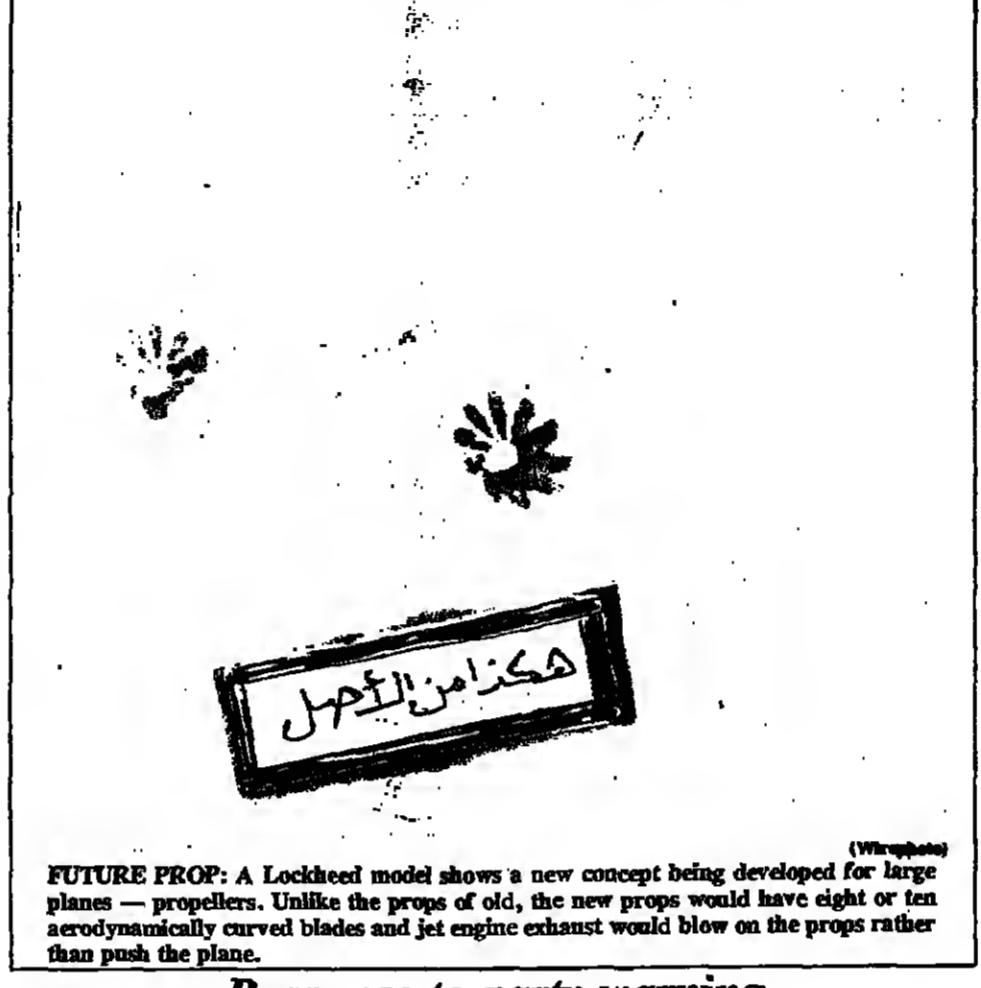 هكذا من الأصل
(Wirephoto)
FUTURE PROP: A Lockheed model shows a new concept being developed for large
planes — propellers. Unlike the props of old, the new props would have eight or ten
aerodynamically curved blades and jet engine exhaust would blow on the props rather
than push the plane.